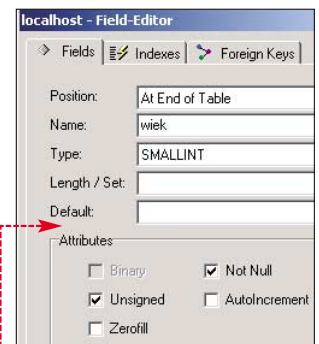 localhost - Field-Editor
Fields Indexes Foreign Keys
Position: At End of Table
Name: wiek
Type: SMALLINT
Length / Set:
Default:
Attributes
Binary Not Null
Unsigned AutoIncrement
Zerofill